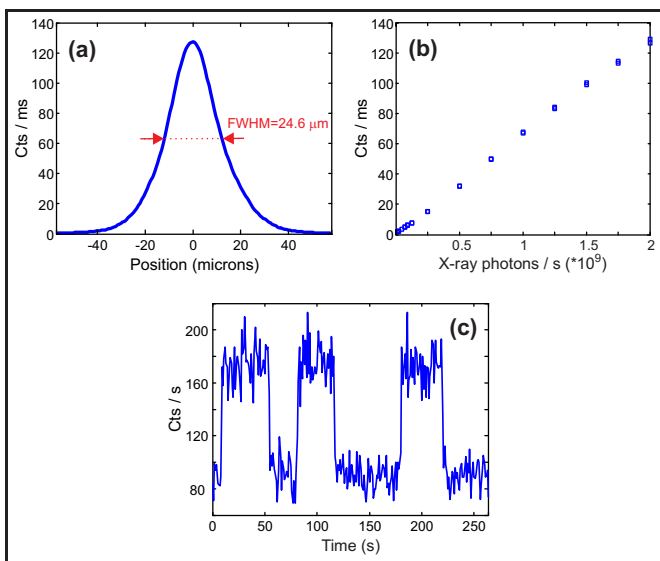 (a)
140
120
100
80
60
40
20
0
Cts / ms
FWHM=24.6 μm
-40 -20 0 20 40
Position (microns)
(b)
140
120
100
80
60
40
20
0
Cts / ms
0.5 1 1.5 2
X-ray photons / s (*10⁹)
(c)
200
160
120
80
Cts / s
0 50 100 150 200 250
Time (s)